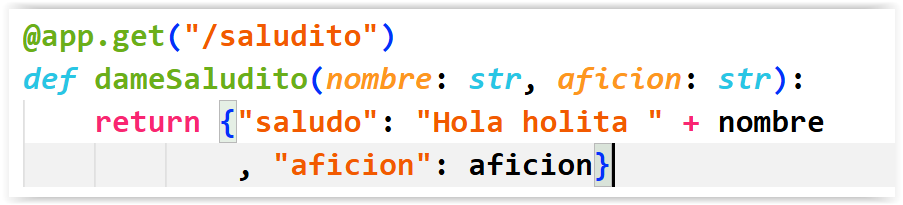 @app.get("/saludito")
def dameSaludito(nombre: str, aficion: str):
    return {"saludo": "Hola holita " + nombre
            , "aficion": aficion}